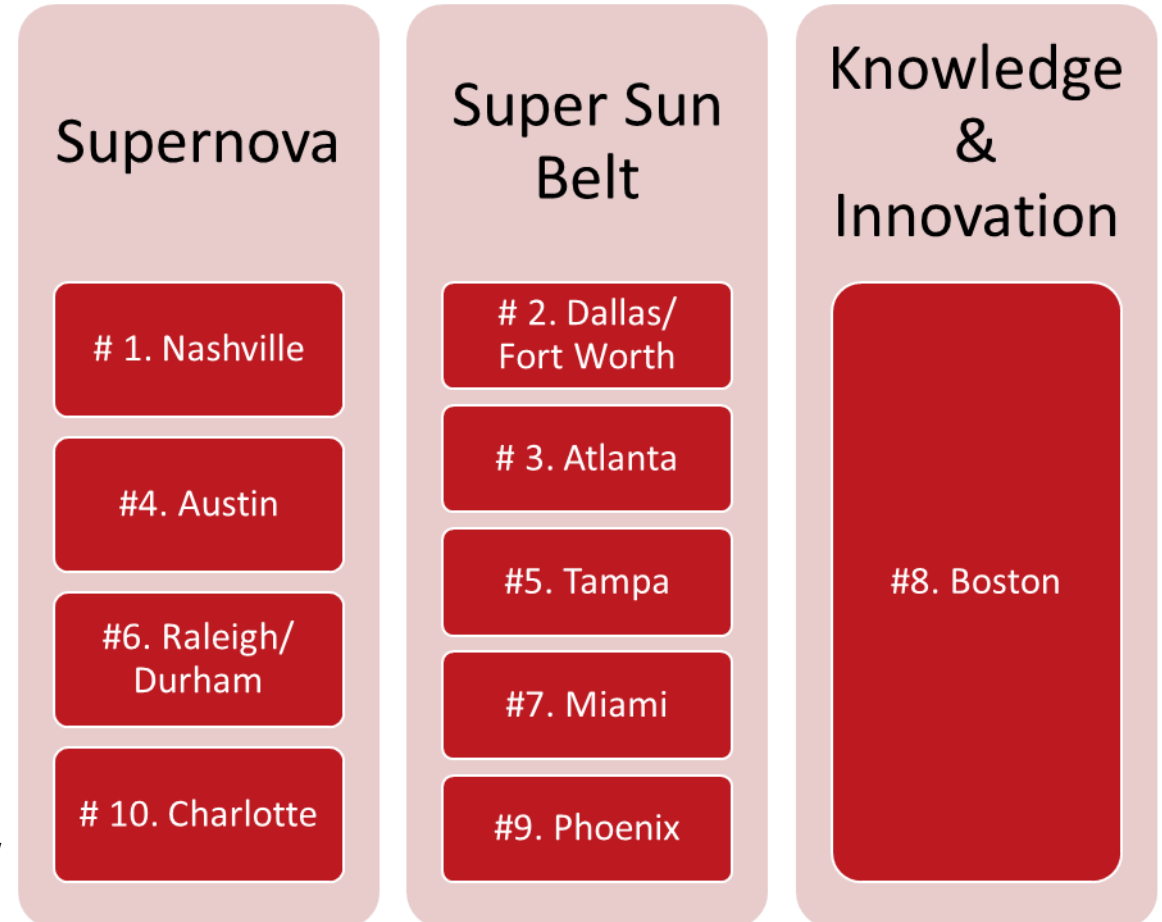 Supernova
# 1. Nashville
#4. Austin
#6. Raleigh/
Durham
# 10. Charlotte
Super Sun
Belt
# 2. Dallas/
Fort Worth
# 3. Atlanta
#5. Tampa
#7. Miami
#9. Phoenix
Knowledge
&
Innovation
#8. Boston